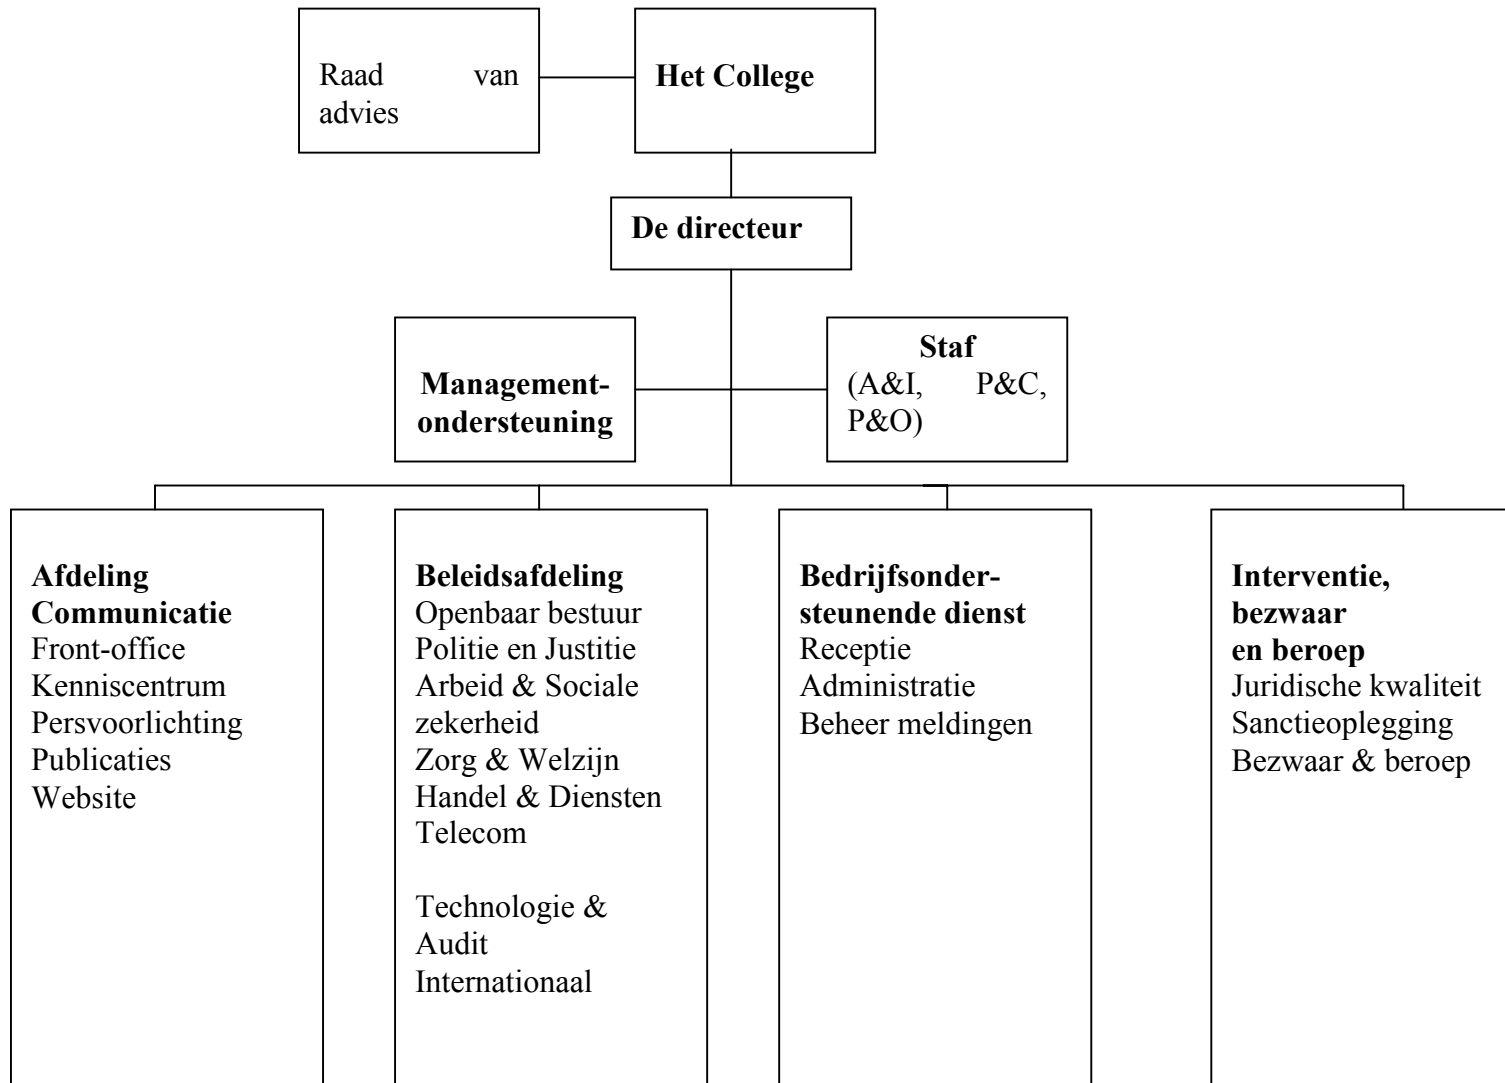 Raad van
advies
Het College
De directeur
Management-
ondersteuning
Staf
(A&I, P&C,
P&O)
Afdeling
Communicatie
Front-office
Kenniscentrum
Persvoorlichting
Publicaties
Website
Beleidsafdeling
Openbaar bestuur
Politie en Justitie
Arbeid & Sociale
zekerheid
Zorg & Welzijn
Handel & Diensten
Telecom
Technologie &
Audit
Internationaal
Bedrijfsonder-
steunende dienst
Receptie
Administratie
Beheer meldingen
Interventie,
bezwaar
en beroep
Juridische kwaliteit
Sanctieoplegging
Bezwaar & beroep